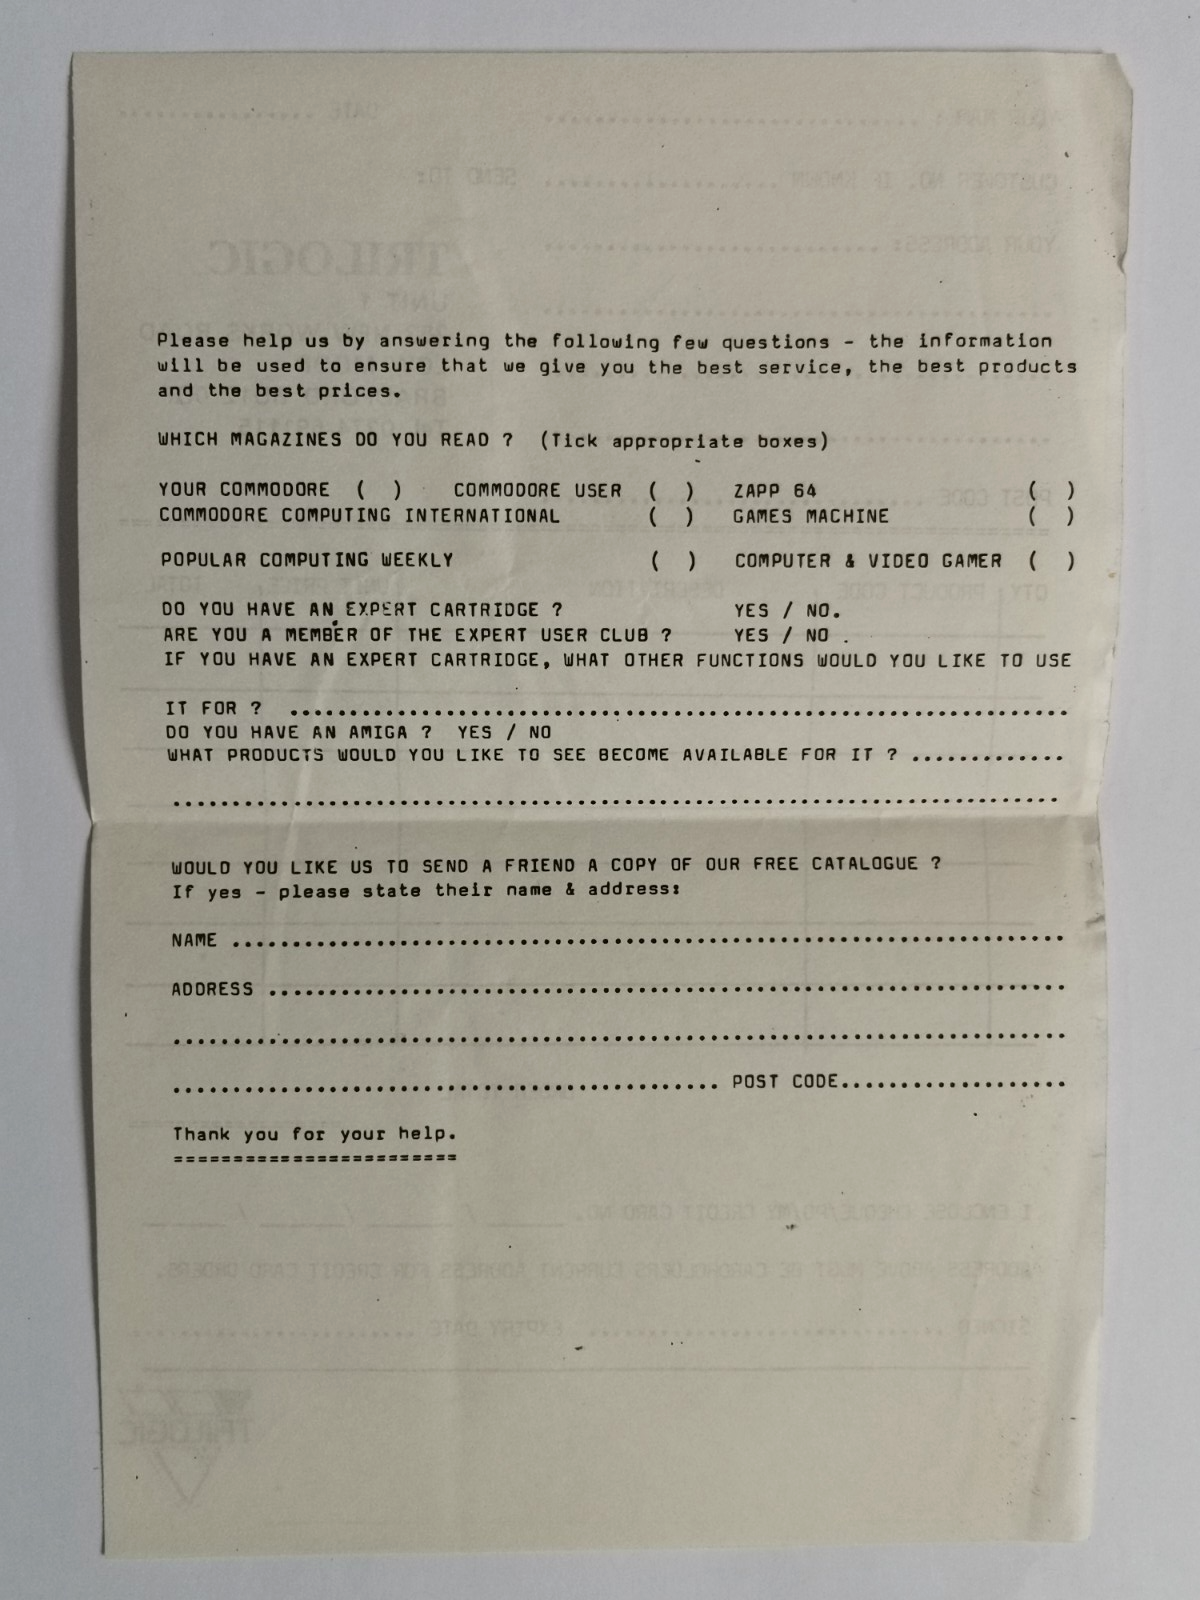 Please help us by answering the following few questions - the information
will be used to ensure that we give you the best service, the best products
and the best prices.
WHICH MAGAZINES DO YOU READ ? (Tick appropriate boxes)
YOUR COMMODORE ( ) COMMODORE USER ( ) ZAPP 64 ( )
COMMODORE COMPUTING INTERNATIONAL ( ) GAMES MACHINE ( )
POPULAR COMPUTING WEEKLY ( ) COMPUTER & VIDEO GAMER ( )
DO YOU HAVE AN EXPERT CARTRIDGE ? YES / NO.
ARE YOU A MEMBER OF THE EXPERT USER CLUB ? YES / NO .
IF YOU HAVE AN EXPERT CARTRIDGE, WHAT OTHER FUNCTIONS WOULD YOU LIKE TO USE
IT FOR ? .................................................................
DO YOU HAVE AN AMIGA ? YES / NO
WHAT PRODUCTS WOULD YOU LIKE TO SEE BECOME AVAILABLE FOR IT ? .............
..........................................................................
WOULD YOU LIKE US TO SEND A FRIEND A COPY OF OUR FREE CATALOGUE ?
If yes - please state their name & address:
NAME ......................................................................
ADDRESS ...................................................................
...........................................................................
.............................................. POST CODE...................
Thank you for your help.
========================